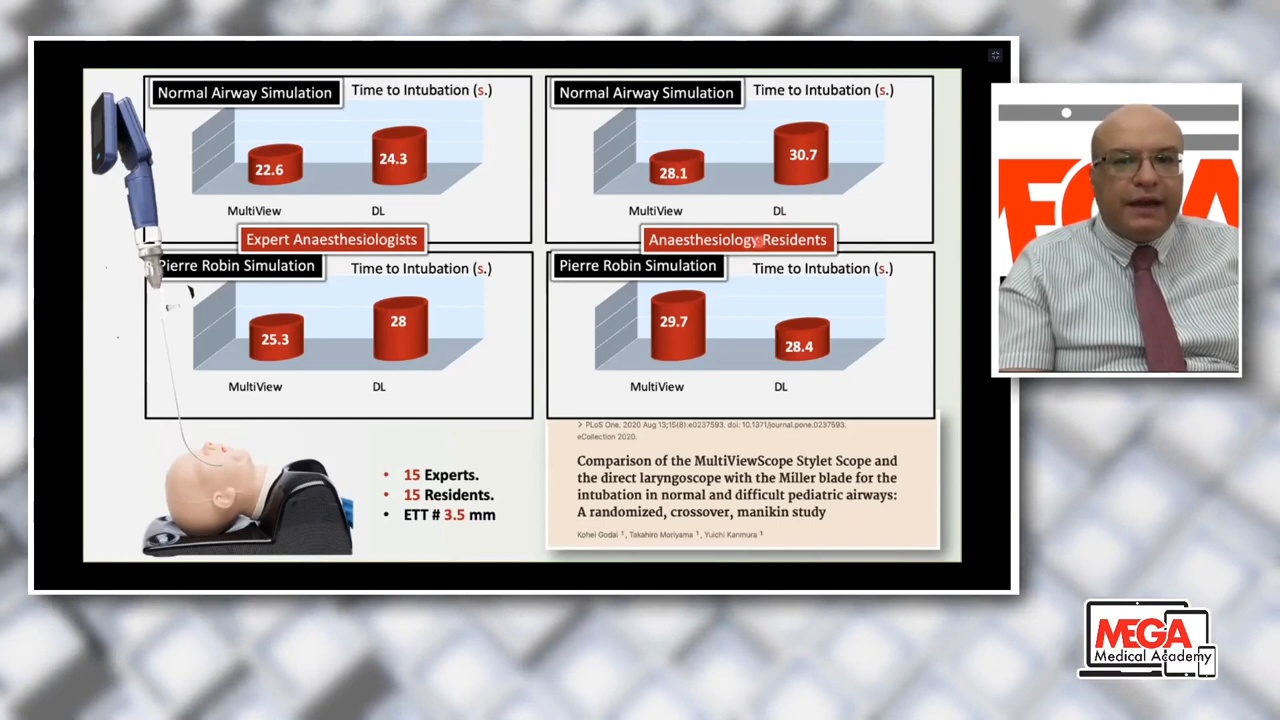 Normal Airway Simulation
Time to Intubation (s.)
22.6
24.3
MultiView
DL
Normal Airway Simulation
Time to Intubation (s.)
28.1
30.7
MultiView
DL
Expert Anaesthesiologists
Anaesthesiology Residents
Pierre Robin Simulation
Time to Intubation (s.)
25.3
28
MultiView
DL
Pierre Robin Simulation
Time to Intubation (s.)
29.7
28.4
MultiView
DL
• 15 Experts.
• 15 Residents.
• ETT # 3.5 mm
> PLoS One. 2020 Aug 13;15(8):e0237593. doi: 10.1371/journal.pone.0237593.
eCollection 2020.
Comparison of the MultiViewScope Stylet Scope and
the direct laryngoscope with the Miller blade for the
intubation in normal and difficult pediatric airways:
A randomized, crossover, manikin study
Kohei Godai 1, Takahiro Moriyama 1, Yuichi Kanmura 1
MEGA
Medical Academy